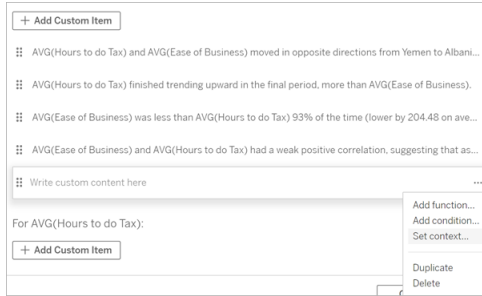 + Add Custom Item
AVG(Hours to do Tax) and AVG(Ease of Business) moved in opposite directions from Yemen to Albani...
AVG(Hours to do Tax) finished trending upward in the final period, more than AVG(Ease of Business).
AVG(Ease of Business) was less than AVG(Hours to do Tax) 93% of the time (lower by 204.48 on ave...
AVG(Ease of Business) and AVG(Hours to do Tax) had a weak positive correlation, suggesting that as...
Write custom content here
...
Add function...
Add condition...
Set context...
Duplicate
Delete
For AVG(Hours to do Tax):
+ Add Custom Item